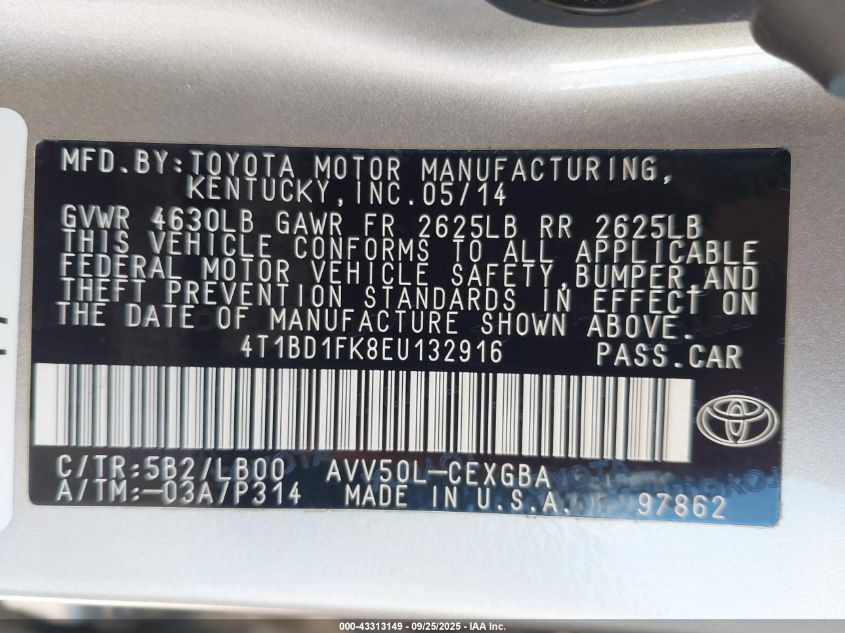 MFD.BY:TOYOTA MOTOR MANUFACTURING,
KENTUCKY,INC.05/14
GVWR 4630LB GAWR FR 2625LB RR 2625LB
THIS VEHICLE CONFORMS TO ALL APPLICABLE
FEDERAL MOTOR VEHICLE SAFETY,BUMPER,AND
THEFT PREVENTION STANDARDS IN EFFECT ON
THE DATE OF MANUFACTURE SHOWN ABOVE.
4T1BD1FK8EU132916 PASS.CAR
C/TR:5B2/LB00 AVV50L-CEXGBA
A/TM:-03A/P314 MADE IN U.S.A. 97862
000-43313149 - 09/25/2025 - IAA Inc.